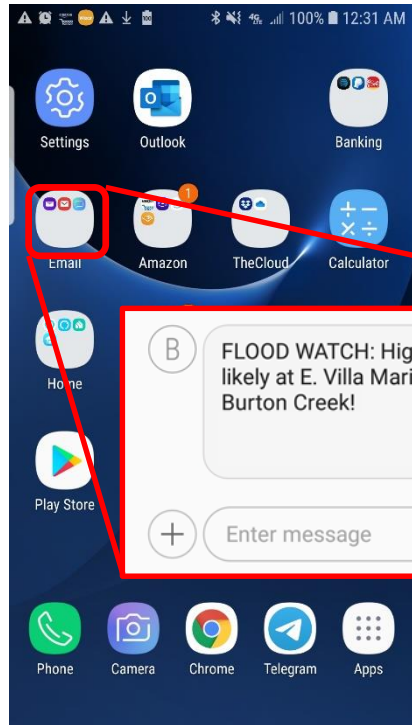 100% 12:31 AM
Settings Outlook Banking
1
Email Amazon TheCloud Calculator
Home
FLOOD WATCH: Hig
likely at E. Villa Mari
Burton Creek!
B
Play Store
+ Enter message
Phone Camera Chrome Telegram Apps